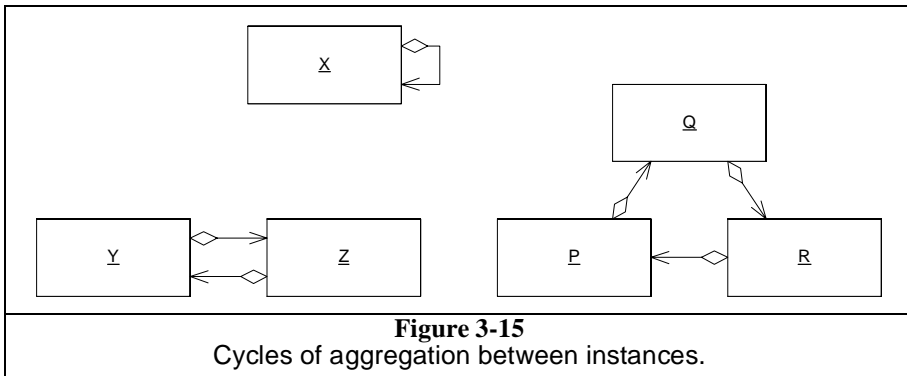 X
Q
Y
Z
P
R
Figure 3-15
Cycles of aggregation between instances.